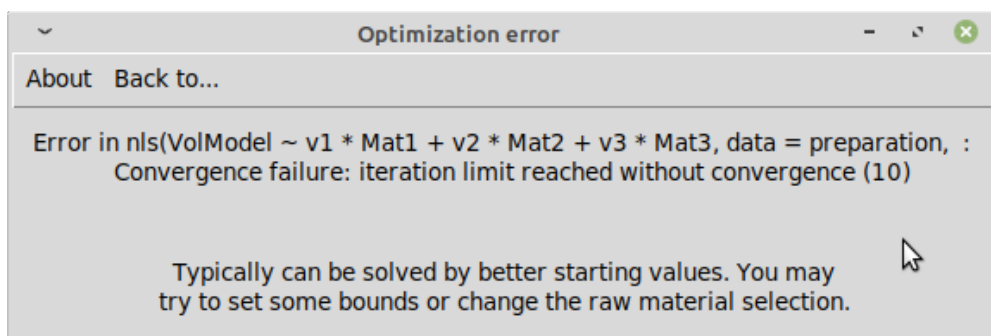 Optimization error
About Back to...
Error in nls(VolModel ~ v1 * Mat1 + v2 * Mat2 + v3 * Mat3, data = preparation, :
Convergence failure: iteration limit reached without convergence (10)
Typically can be solved by better starting values. You may
try to set some bounds or change the raw material selection.